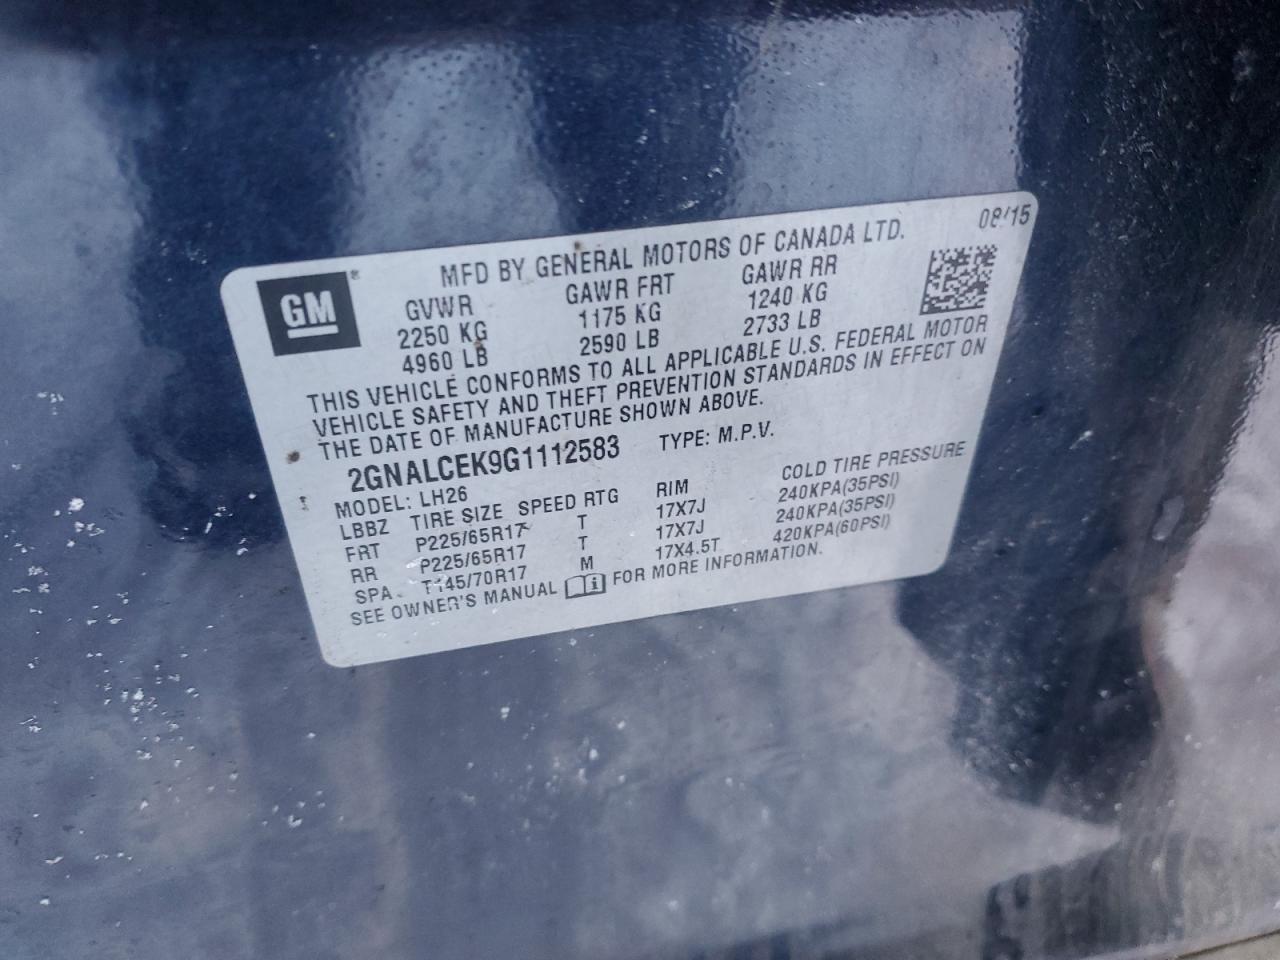 08/15
GM ®
MFD BY GENERAL MOTORS OF CANADA LTD.
GVWR GAWR FRT GAWR RR
2250 KG 1175 KG 1240 KG
4960 LB 2590 LB 2733 LB
THIS VEHICLE CONFORMS TO ALL APPLICABLE U.S. FEDERAL MOTOR
VEHICLE SAFETY AND THEFT PREVENTION STANDARDS IN EFFECT ON
THE DATE OF MANUFACTURE SHOWN ABOVE.
2GNALCEK9G1112583 TYPE: M.P.V.
MODEL: LH26
LBBZ TIRE SIZE SPEED RTG RIM COLD TIRE PRESSURE
FRT P225/65R17 T 17X7J 240KPA(35PSI)
RR P225/65R17 T 17X7J 240KPA(35PSI)
SPA T145/70R17 M 17X4.5T 420KPA(60PSI)
SEE OWNER'S MANUAL FOR MORE INFORMATION.